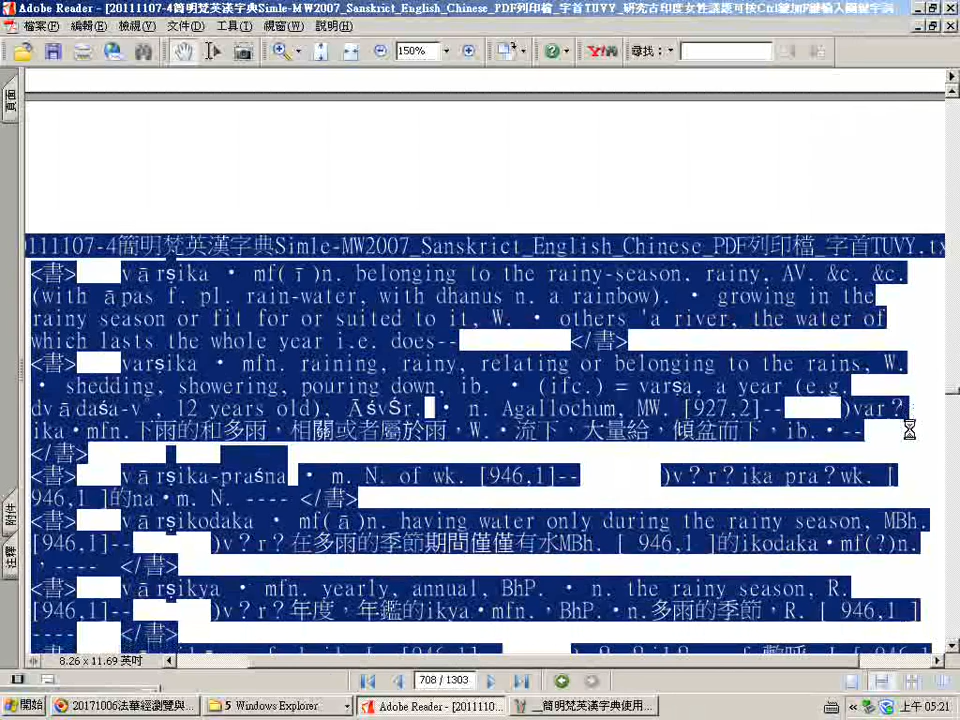 Adobe Reader - [20111107-4簡明梵英漢字典Simle-MW2007_Sanskrict_English_Chinese_PDF列印檔_字首TUVY_研究古印度女性議題可按Ctrl鍵加F鍵輸入關鍵字詞
檔案(F) 編輯(E) 檢視(V) 文件(D) 工具(T) 視窗(W) 說明(H)
150% 尋找：
頁面
附件
注釋
111107-4簡明梵英漢字典Simle-MW2007_Sanskrict_English_Chinese_PDF列印檔_字首TUVY.tx
<書> vārṣika • mf(ī)n. belonging to the rainy-season, rainy, AV. &c. &c.
(with āpas f. pl. rain-water, with dhanus n. a rainbow). • growing in the
rainy season or fit for or suited to it, W. • others 'a river, the water of
which lasts the whole year i.e. does-- </書>
<書> varṣika • mfn. raining, rainy, relating or belonging to the rains, W.
• shedding, showering, pouring down, ib. • (ifc.) = varṣa, a year (e.g.
dvādaśa-v°, 12 years old), ĀśvŚr. • n. Agallochum, MW. [927,2]-- )var?
ika•mfn.下雨的和多雨，相關或者屬於雨，W.•流下，大量給，傾盆而下，ib.•--
</書>
<書> vārṣika-praśna • m. N. of wk. [946,1]-- )v?r?ika pra?wk. [
946,1 ]的na•m. N. ---- </書>
<書> vārṣikodaka • mf(ā)n. having water only during the rainy season, MBh.
[946,1]-- )v?r?在多雨的季節期間僅僅有水MBh. [ 946,1 ]的ikodaka•mf(?)n.
，---- </書>
<書> vārṣikya • mfn. yearly, annual, BhP. • n. the rainy season, R.
[946,1]-- )v?r?年度，年鑑的ikya•mfn.，BhP.•n.多雨的季節，R. [ 946,1 ]
---- </書>
8.26 x 11.69 英吋
708 / 1303
開始 20171006法華經瀏覽與... 5 Windows Explorer Adobe Reader - [2011110... __簡明梵英漢字典使用... 上午 05:21